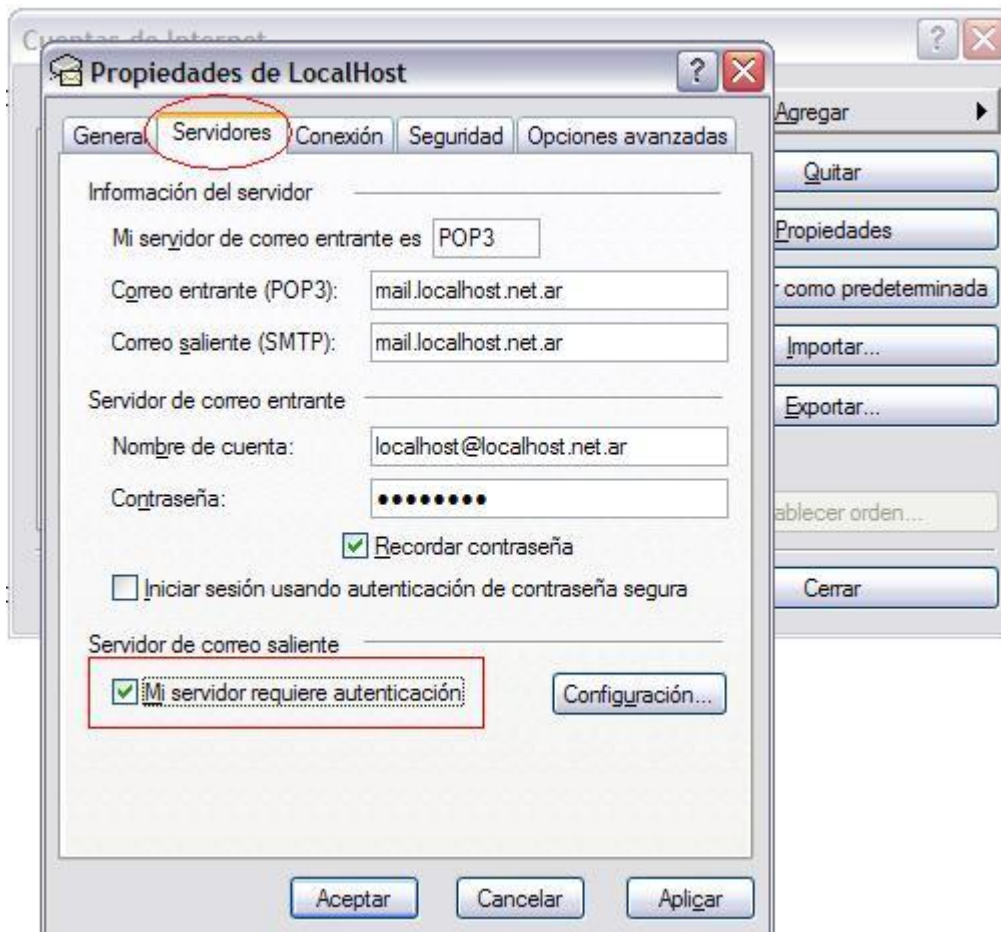 Cuentas de Internet
Propiedades de LocalHost
General Servidores Conexión Seguridad Opciones avanzadas
Información del servidor
Mi servidor de correo entrante es POP3
Correo entrante (POP3): mail.localhost.net.ar
Correo saliente (SMTP): mail.localhost.net.ar
Servidor de correo entrante
Nombre de cuenta: localhost@localhost.net.ar
Contraseña: ●●●●●●●●
Recordar contraseña
Iniciar sesión usando autenticación de contraseña segura
Servidor de correo saliente
Mi servidor requiere autenticación Configuración...
Aceptar Cancelar Aplicar
Agregar
Quitar
Propiedades
r como predeterminada
Importar...
Exportar...
ablecer orden...
Cerrar